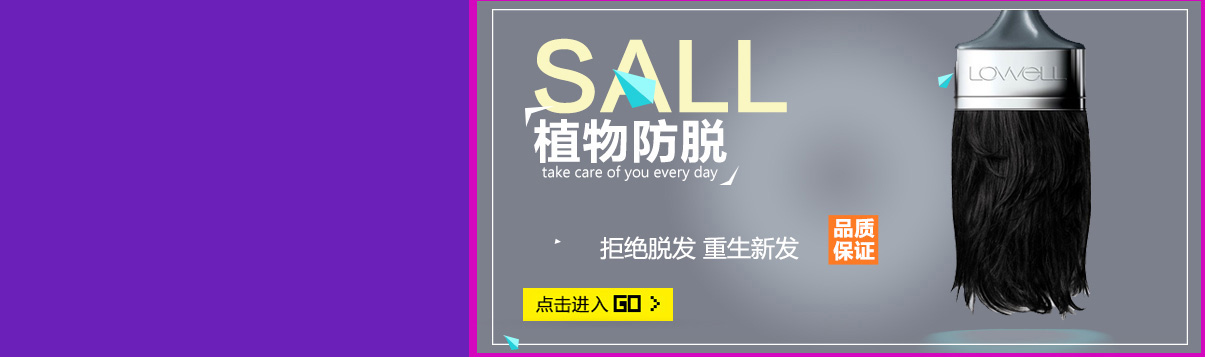 SALL
LOWELL
植物防脱
take care of you every day
拒绝脱发 重生新发
品质
保证
点击进入 GO >